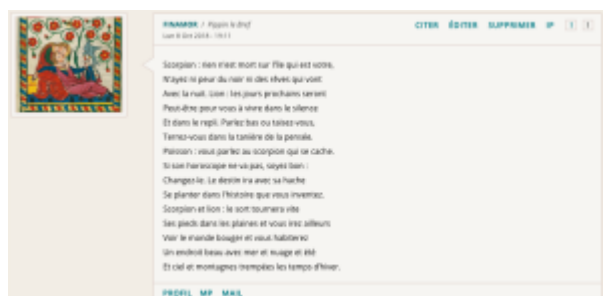 FINAMOR / Pippin le Bref
CITER ÉDITER SUPPRIMER IP
Lun 8 Oct 2018 - 19:11
Scorpion : rien n'est mort sur l'île qui est votre,
N'ayez ni peur du noir ni des rêves qui vont
Avec la nuit. Lion : les jours prochains seront
Peut-être pour vous à vivre dans le silence
Et dans le repli. Parlez bas ou taisez-vous,
Terrez-vous dans la tanière de la pensée.
Poisson : vous parlez au scorpion qui se cache.
Si son horoscope ne va pas, soyez bon :
Changez-le. Le destin ira avec sa hache
Se planter dans l'histoire que vous inventez.
Scorpion et lion : le sort tournera vite
Ses pieds dans les plaines et vous irez ailleurs
Voir le monde bouger et vous habiterez
Un endroit beau avec mer et nuage et été
Et ciel et montagnes trempées les temps d'hiver.
PROFIL MP MAIL